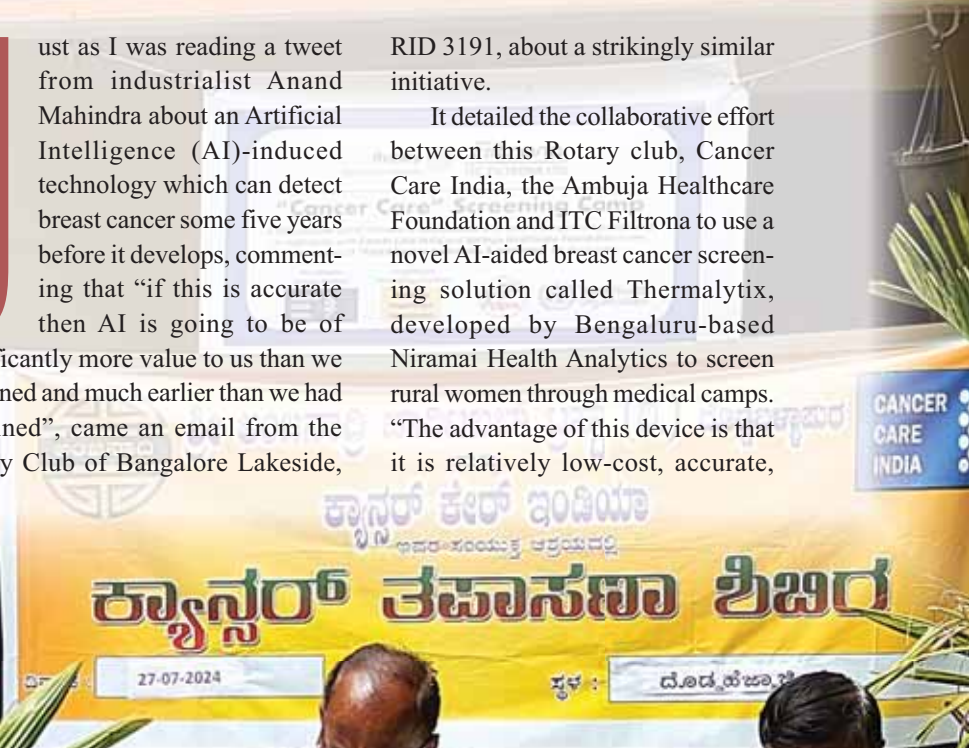 ust as I was reading a tweet
from industrialist Anand
Mahindra about an Artificial
Intelligence (AI)-induced
technology which can detect
breast cancer some five years
before it develops, comment-
ing that “if this is accurate
then AI is going to be of
ficantly more value to us than we
ned and much earlier than we had
ned”, came an email from the
y Club of Bangalore Lakeside,
RID 3191, about a strikingly similar
initiative.
It detailed the collaborative effort
between this Rotary club, Cancer
Care India, the Ambuja Healthcare
Foundation and ITC Filtrona to use a
novel AI-aided breast cancer screen-
ing solution called Thermalytix,
developed by Bengaluru-based
Niramai Health Analytics to screen
rural women through medical camps.
“The advantage of this device is that
it is relatively low-cost, accurate,
“Cancer Care” Screening Camp
CANCER
CARE
INDIA
ಕ್ಯಾನ್ಸರ್ ಕೇರ್ ಇಂಡಿಯಾ
ಇವರ ಸಂಯುಕ್ತ ಆಶ್ರಯದಲ್ಲಿ
ಕ್ಯಾನ್ಸರ್ ತಪಾಸಣಾ ಶಿಬಿರ
27-07-2024
ಸ್ಥಳ :-